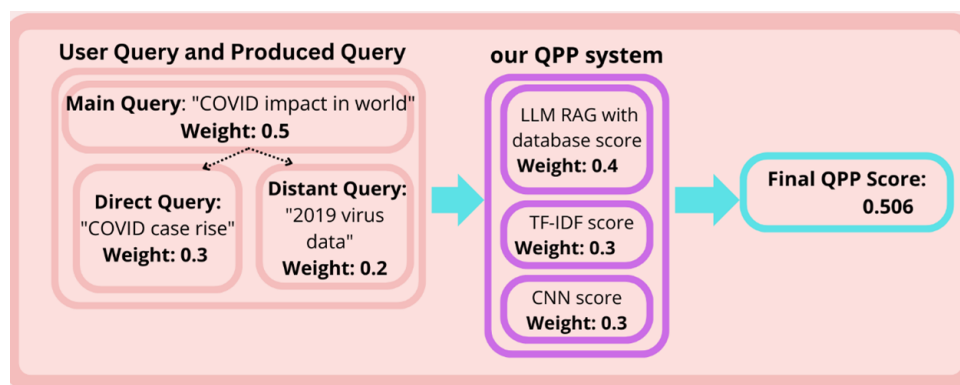 User Query and Produced Query
Main Query: "COVID impact in world"
Weight: 0.5
Direct Query:
"COVID case rise"
Weight: 0.3
Distant Query:
"2019 virus
data"
Weight: 0.2
our QPP system
LLM RAG with
database score
Weight: 0.4
TF-IDF score
Weight: 0.3
CNN score
Weight: 0.3
Final QPP Score:
0.506